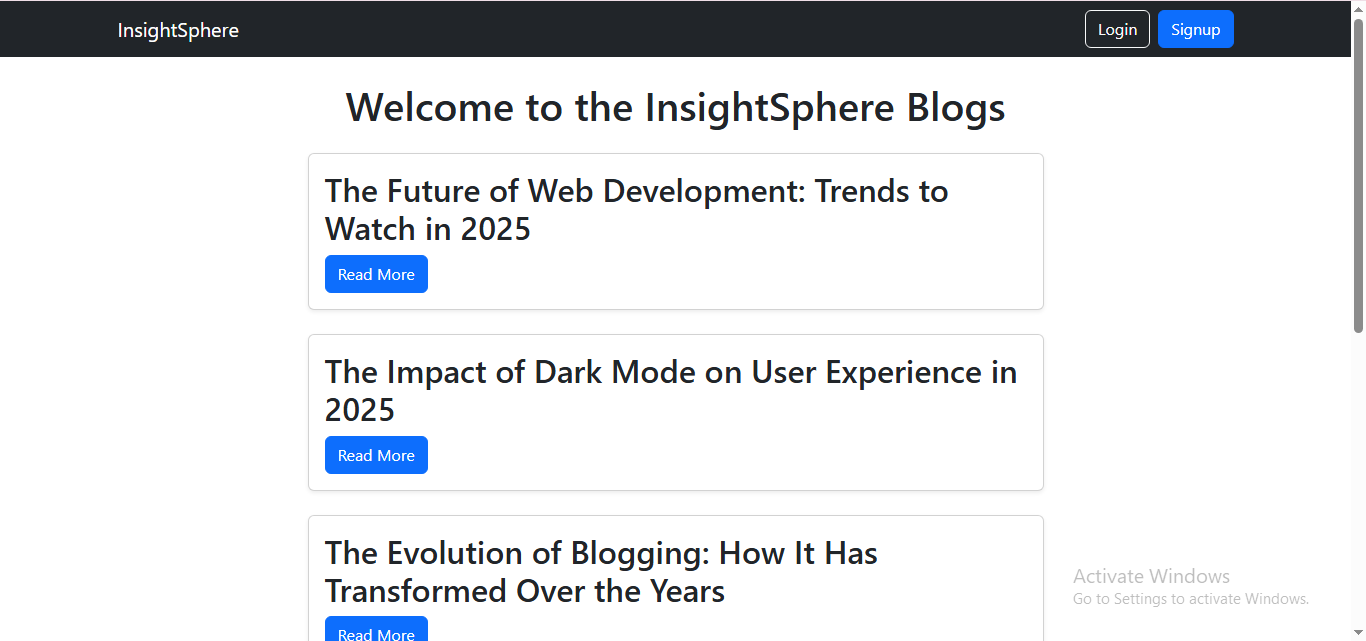 InsightSphere
Login
Signup
Welcome to the InsightSphere Blogs
The Future of Web Development: Trends to
Watch in 2025
Read More
The Impact of Dark Mode on User Experience in
2025
Read More
The Evolution of Blogging: How It Has
Transformed Over the Years
Read More
Activate Windows
Go to Settings to activate Windows.